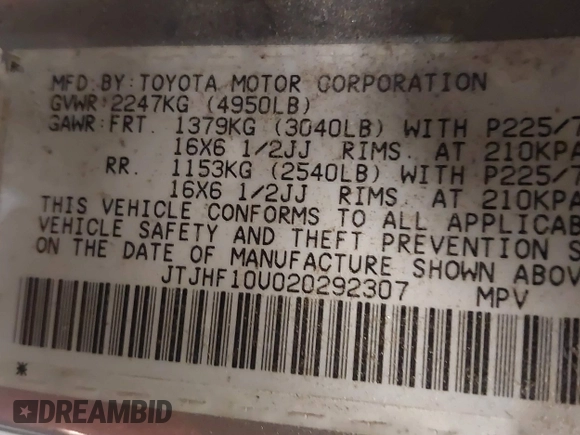 MFD. BY: TOYOTA MOTOR CORPORATION
GVWR: 2247KG (4950LB)
GAWR: FRT. 1379KG (3040LB) WITH P225/7
16X6 1/2JJ RIMS. AT 210KPA
RR. 1153KG (2540LB) WITH P225/7
16X6 1/2JJ RIMS. AT 210KPA
THIS VEHICLE CONFORMS TO ALL APPLICAB
VEHICLE SAFETY AND THEFT PREVENTION S
ON THE DATE OF MANUFACTURE SHOWN ABOV
JTJHF10U020292307 MPV
* *
DREAMBID